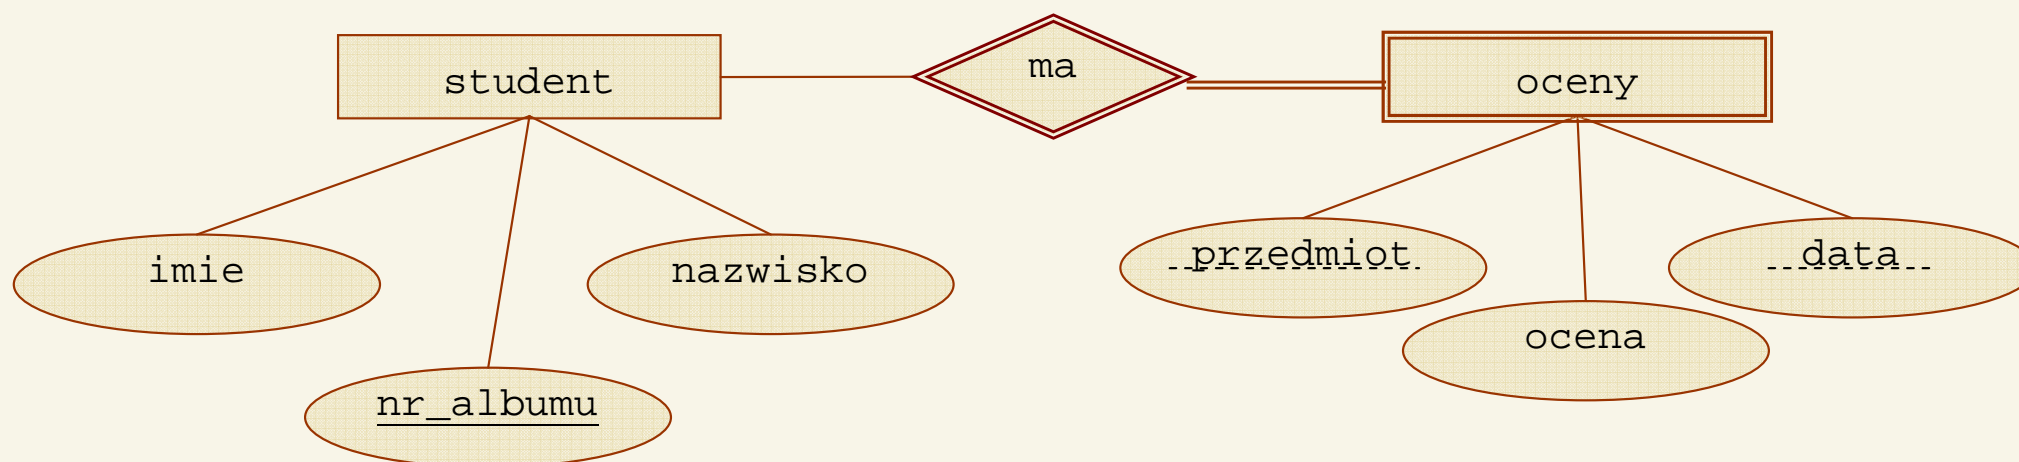 student
ma
oceny
imie
nazwisko
nr_albumu
przedmiot
data
ocena